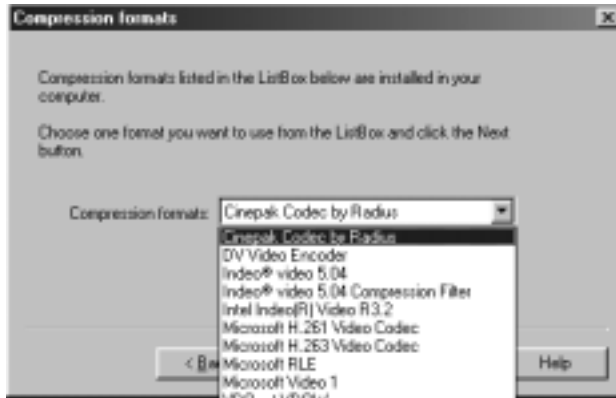 Compression formats
Compression formats listed in the ListBox below are installed in your
computer.
Choose one format you want to use from the ListBox and click the Next
button.
Compression formats: Cinepak Codec by Radius
Cinepak Codec by Radius
DV Video Encoder
Indeo® video 5.04
Indeo® video 5.04 Compression Filter
Intel Indeo(R) Video R3.2
Microsoft H.261 Video Codec
Microsoft H.263 Video Codec
< Ba Microsoft RLE Help
Microsoft Video 1